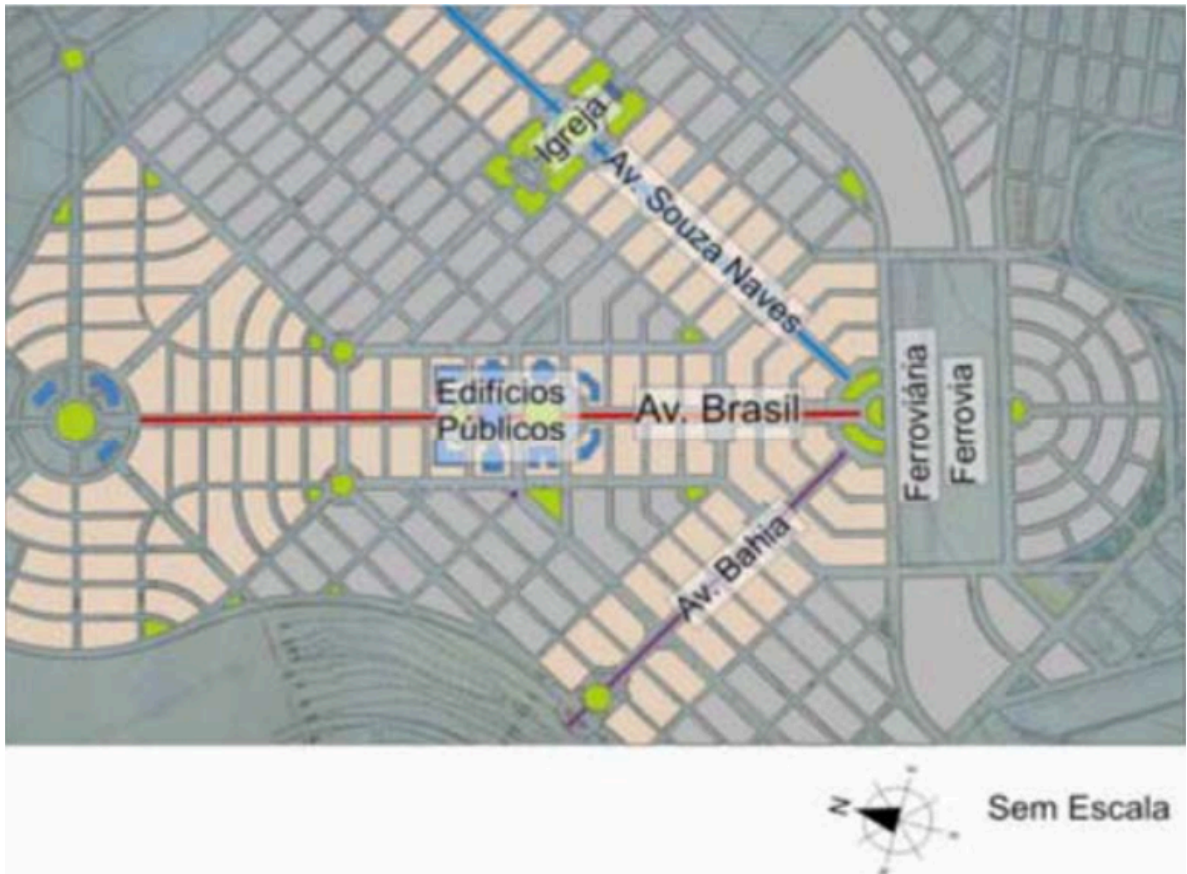 Igreja
Av. Souza Naves
Edifícios
Públicos
Av. Brasil
Ferroviária
Ferrovia
Av. Bahia
N
Sem Escala